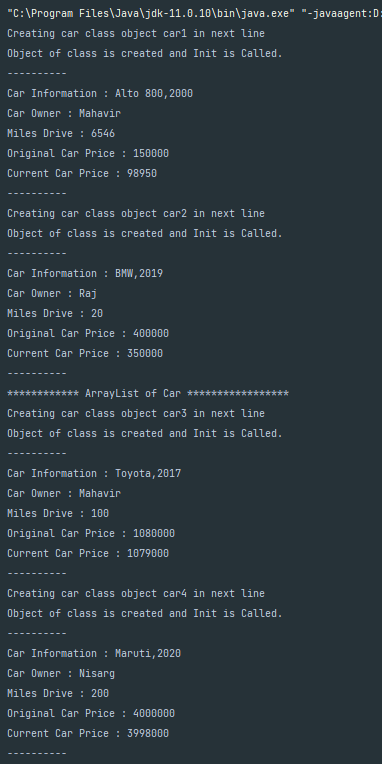 "C:\Program Files\Java\jdk-11.0.10\bin\java.exe" "-javaagent:D:
Creating car class object car1 in next line
Object of class is created and Init is Called.
----------
Car Information : Alto 800,2000
Car Owner : Mahavir
Miles Drive : 6546
Original Car Price : 150000
Current Car Price : 98950
----------
Creating car class object car2 in next line
Object of class is created and Init is Called.
----------
Car Information : BMW,2019
Car Owner : Raj
Miles Drive : 20
Original Car Price : 400000
Current Car Price : 350000
----------
************ ArrayList of Car *****************
Creating car class object car3 in next line
Object of class is created and Init is Called.
----------
Car Information : Toyota,2017
Car Owner : Mahavir
Miles Drive : 100
Original Car Price : 1080000
Current Car Price : 1079000
----------
Creating car class object car4 in next line
Object of class is created and Init is Called.
----------
Car Information : Maruti,2020
Car Owner : Nisarg
Miles Drive : 200
Original Car Price : 4000000
Current Car Price : 3998000
----------